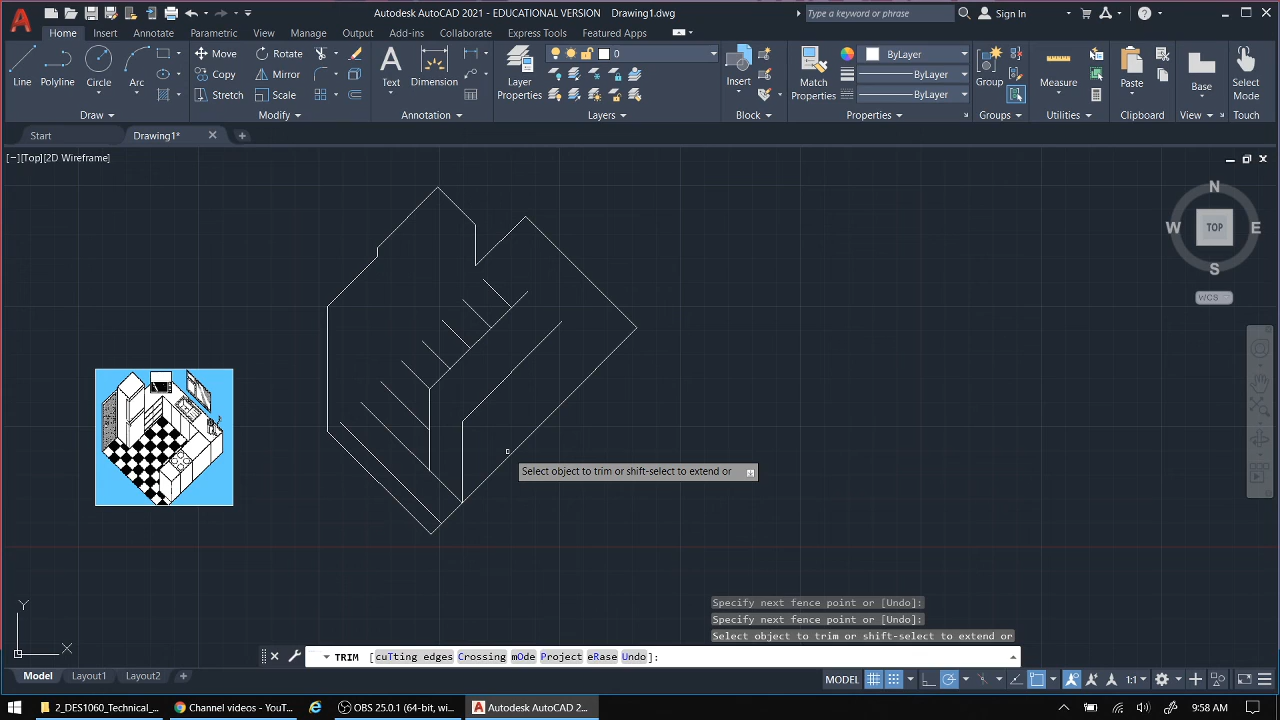 Autodesk AutoCAD 2021 - EDUCATIONAL VERSION Drawing1.dwg
Type a keyword or phrase
Sign In
Home Insert Annotate Parametric View Manage Output Add-ins Collaborate Express Tools Featured Apps
Line Polyline Circle Arc
Move Rotate
Copy Mirror
Stretch Scale
Text Dimension
Layer Properties
0
Insert
Match Properties
ByLayer
ByLayer
ByLayer
Group
Measure
Paste
Base
Select Mode
Draw Modify Annotation Layers Block Properties Groups Utilities Clipboard View Touch
Start Drawing1*
[−][Top][2D Wireframe]
N
W TOP E
S
WCS
Select object to trim or shift-select to extend or
Y
X
Specify next fence point or [Undo]:
Specify next fence point or [Undo]:
Select object to trim or shift-select to extend or
TRIM [cuTting edges Crossing mOde Project eRase Undo]:
Model Layout1 Layout2
MODEL
1:1
2_DES1060_Technical_...
Channel videos - YouT...
OBS 25.0.1 (64-bit, wi...
Autodesk AutoCAD 2...
9:58 AM